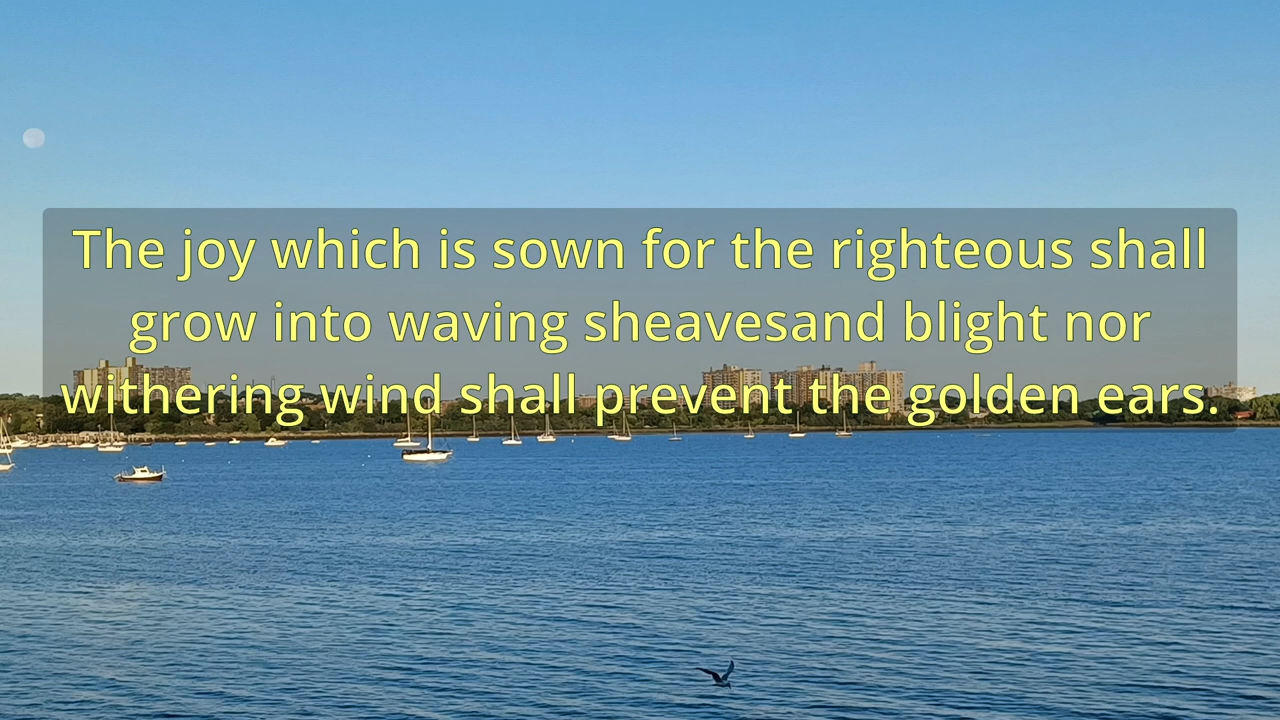 The joy which is sown for the righteous shall
grow into waving sheavesand blight nor
withering wind shall prevent the golden ears.